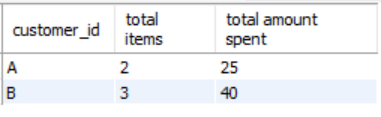 customer_id total items total amount spent
A 2 25
B 3 40